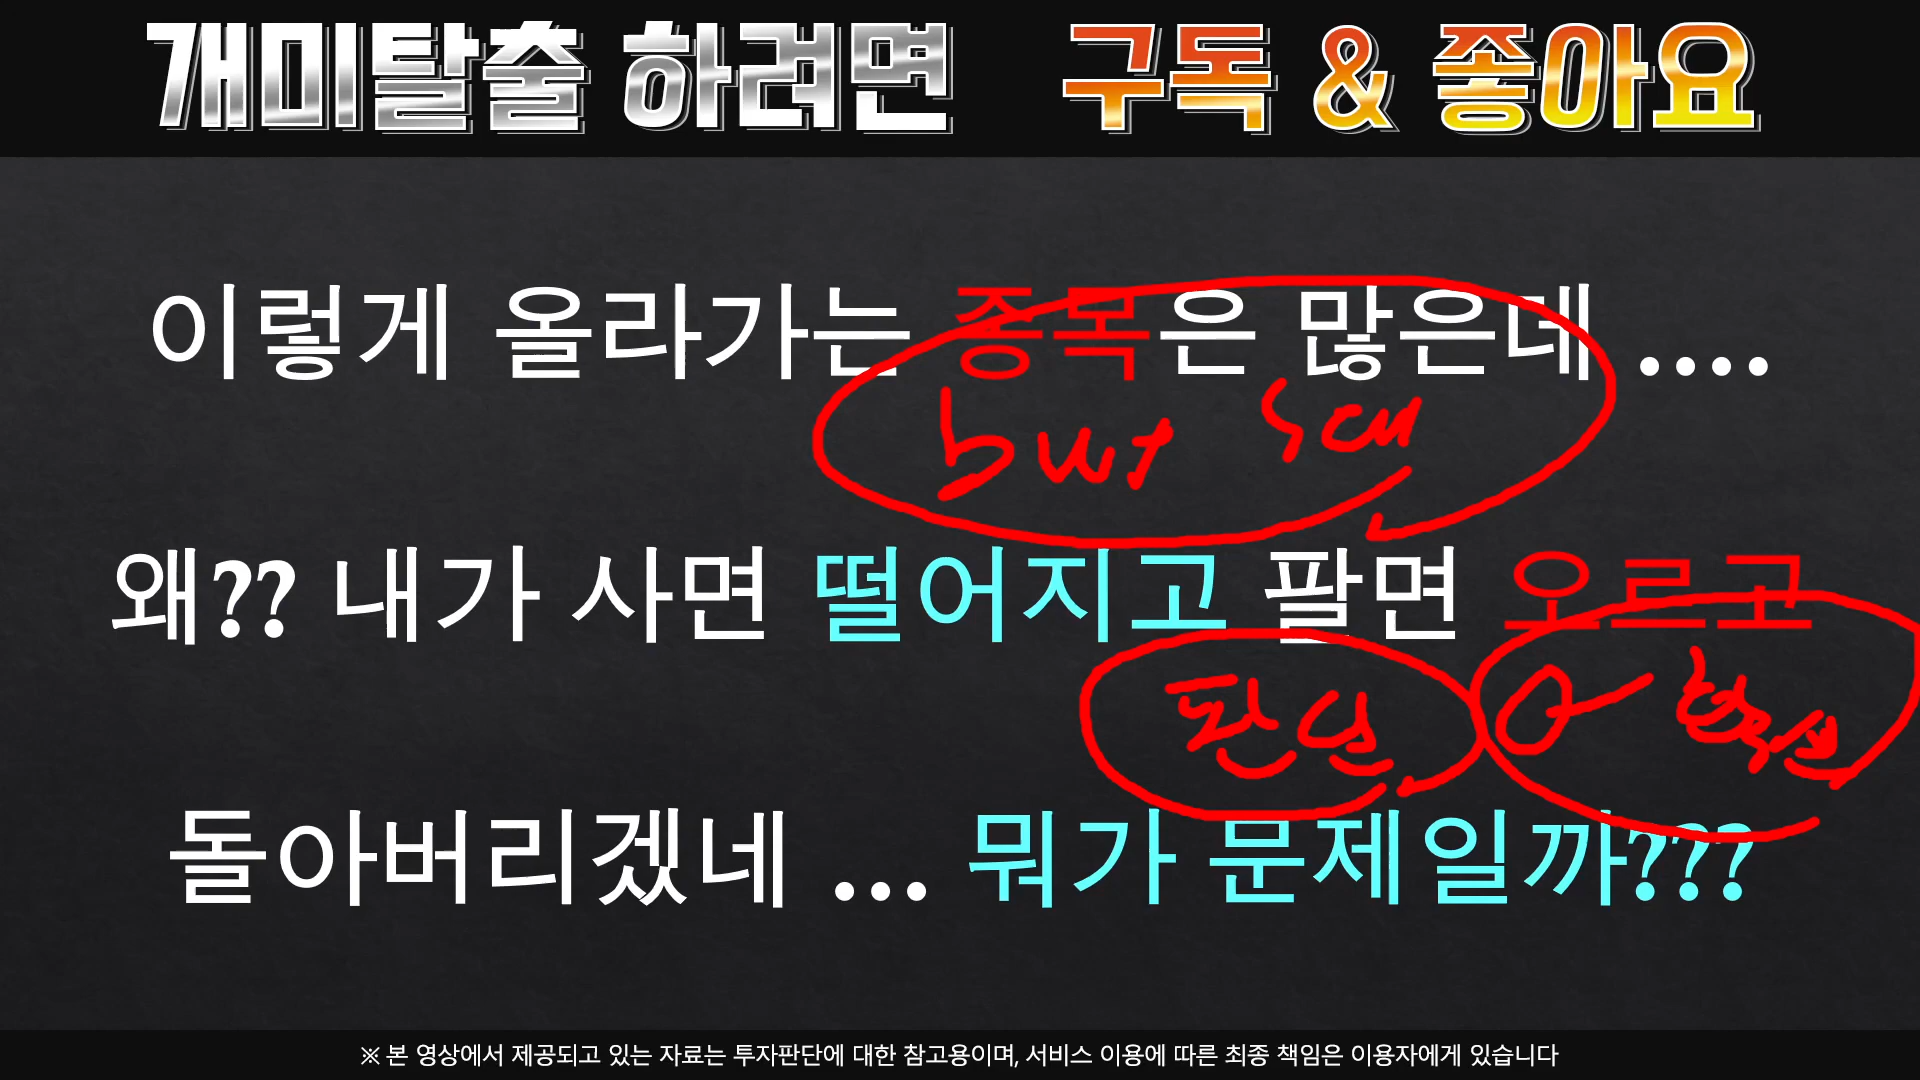 개미탈출 하려면 구독 & 좋아요
이렇게 올라가는 종목은 많은데 ....
but
왜?? 내가 사면 떨어지고 팔면 오르고
판단
돌아버리겠네 ... 뭐가 문제일까???
※ 본 영상에서 제공되고 있는 자료는 투자판단에 대한 참고용이며, 서비스 이용에 따른 최종 책임은 이용자에게 있습니다